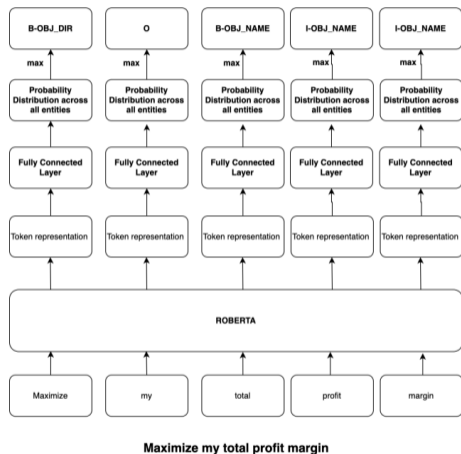 B-OBJ_DIR O B-OBJ_NAME I-OBJ_NAME I-OBJ_NAME
max max max max max
Probability Probability Probability Probability Probability
Distribution across Distribution across Distribution across Distribution across Distribution across
all entities all entities all entities all entities all entities
Fully Connected Fully Connected Fully Connected Fully Connected Fully Connected
Layer Layer Layer Layer Layer
Token representation Token representation Token representation Token representation Token representation
ROBERTA
Maximize my total profit margin
Maximize my total profit margin